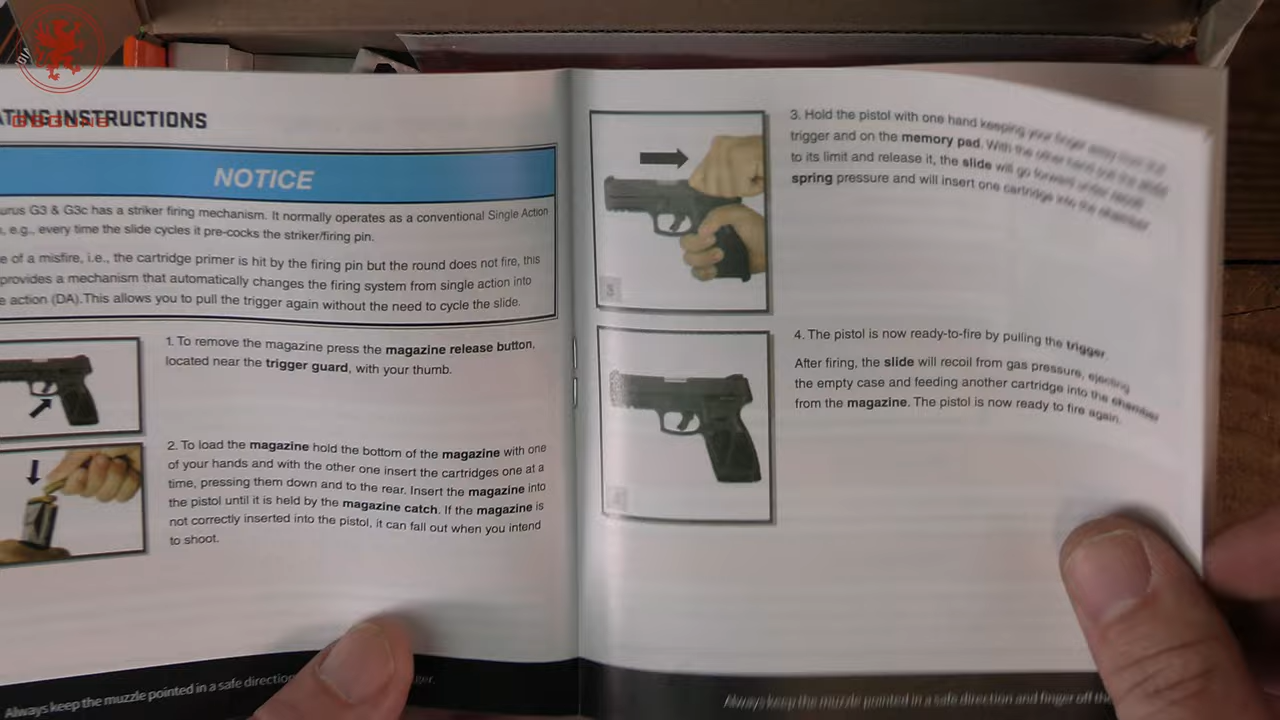 ATING INSTRUCTIONS
NOTICE
urus G3 & G3c has a striker firing mechanism. It normally operates as a conventional Single Action
, e.g., every time the slide cycles it pre-cocks the striker/firing pin.
e of a misfire, i.e., the cartridge primer is hit by the firing pin but the round does not fire, this
provides a mechanism that automatically changes the firing system from single action into
e action (DA).This allows you to pull the trigger again without the need to cycle the slide.
1. To remove the magazine press the magazine release button,
located near the trigger guard, with your thumb.
2. To load the magazine hold the bottom of the magazine with one
of your hands and with the other one insert the cartridges one at a
time, pressing them down and to the rear. Insert the magazine into
the pistol until it is held by the magazine catch. If the magazine is
not correctly inserted into the pistol, it can fall out when you intend
to shoot.
Always keep the muzzle pointed in a safe direction
3. Hold the pistol with one hand keeping your finger away from the
trigger and on the memory pad. With the other hand pull the slide
to its limit and release it, the slide will go forward under recoil
spring pressure and will insert one cartridge into the chamber
4. The pistol is now ready-to-fire by pulling the trigger.
After firing, the slide will recoil from gas pressure, ejecting
the empty case and feeding another cartridge into the chamber
from the magazine. The pistol is now ready to fire again.
Always keep the muzzle pointed in a safe direction and finger off the